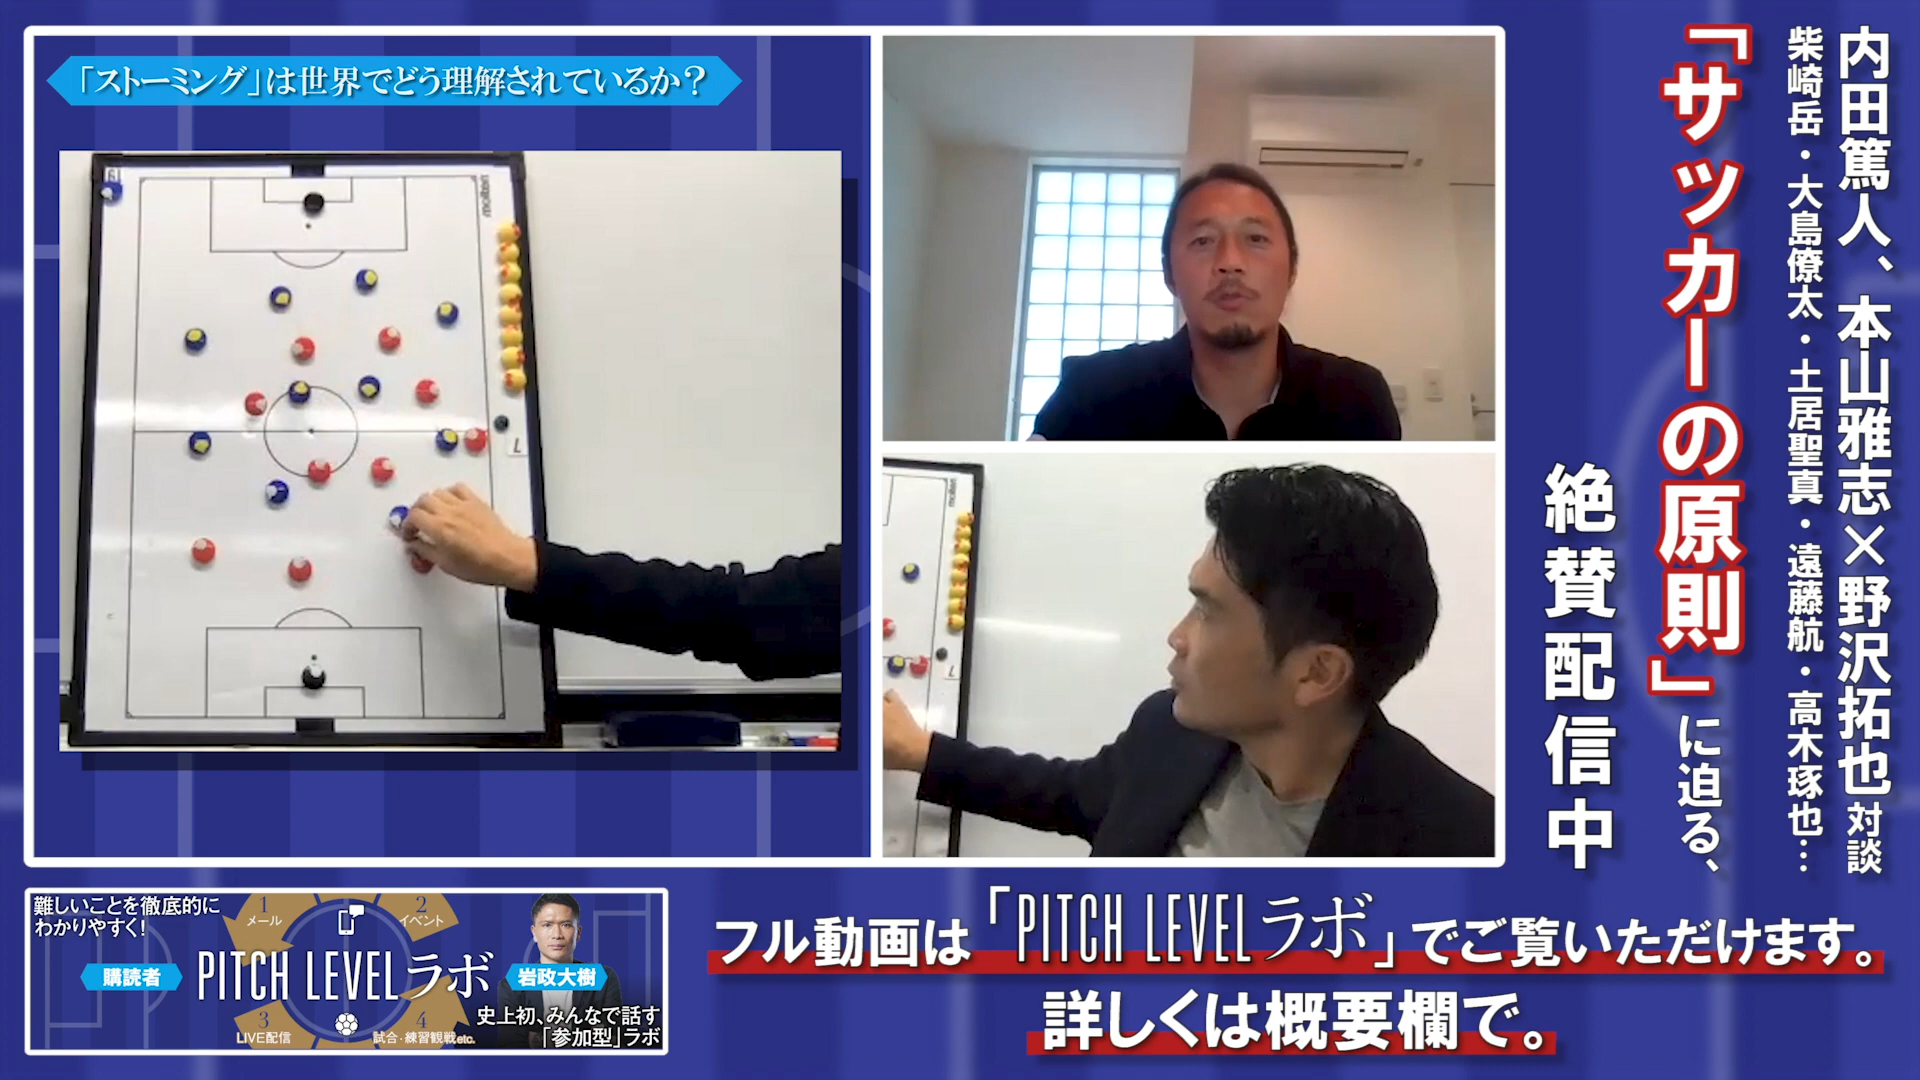 「ストーミング」は世界でどう理解されているか？
molten
L
molten
L
内田篤人、本山雅志×野沢拓也対談
柴崎岳・大島僚太・土居聖真・遠藤航・高木琢也…
「サッカーの原則」に迫る、
絶賛配信中
難しいことを徹底的に
わかりやすく！
1
メール
2
イベント
購読者
PITCH LEVELラボ
岩政大樹
3
LIVE配信
4
試合・練習観戦etc.
史上初、みんなで話す
「参加型」ラボ
フル動画は「PITCH LEVELラボ」でご覧いただけます。
詳しくは概要欄で。